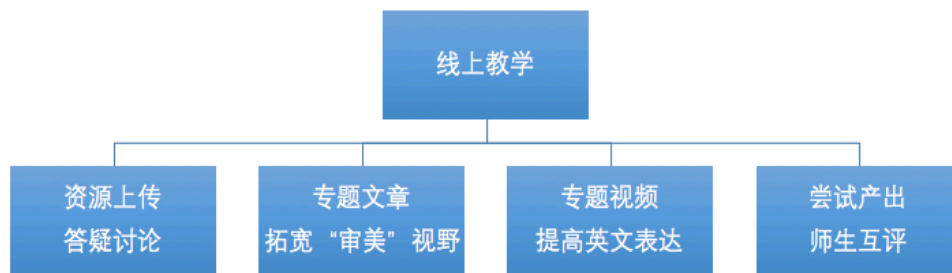 线上教学
资源上传
答疑讨论
专题文章
拓宽“审美”视野
专题视频
提高英文表达
尝试产出
师生互评